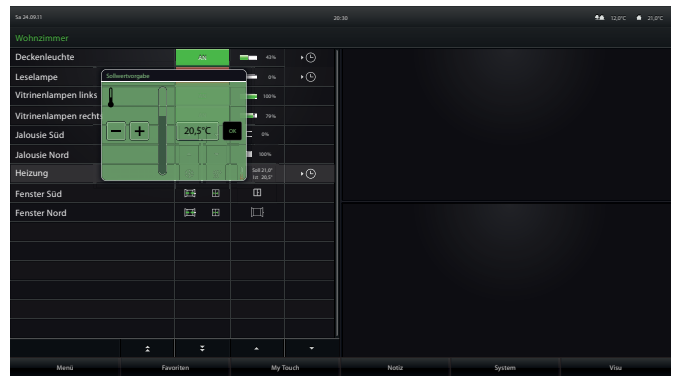 Sa 24.09.11 20:30 12,0°C 21,0°C
Wohnzimmer
Deckenleuchte AN 43%
Leselampe 0%
Sollwertvorgabe
Vitrinenlampen links 100%
Vitrinenlampen rechts 79%
20,5°C OK
Jalousie Süd 0%
Jalousie Nord 100%
Heizung Soll 21,0° Ist 20,5°
Fenster Süd
Fenster Nord
Menü Favoriten My Touch Notiz System Visu